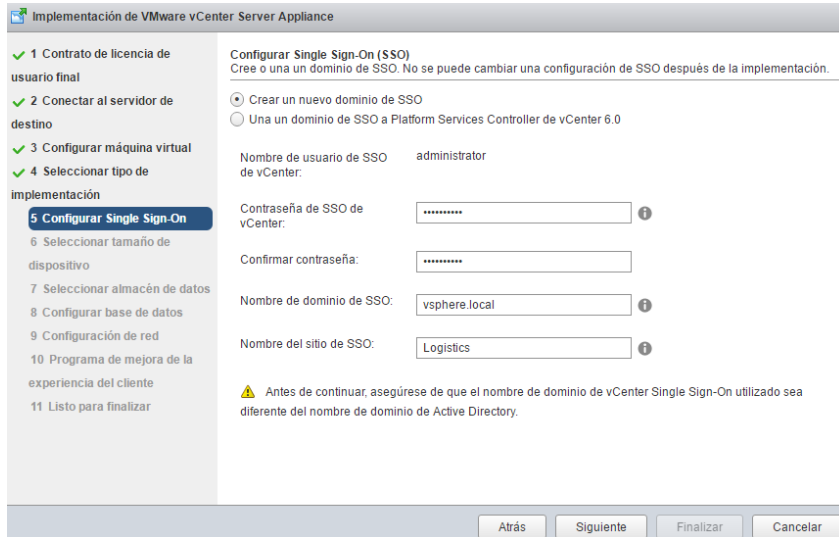 Implementación de VMware vCenter Server Appliance
1 Contrato de licencia de
usuario final
2 Conectar al servidor de
destino
3 Configurar máquina virtual
4 Seleccionar tipo de
implementación
5 Configurar Single Sign-On
6 Seleccionar tamaño de
dispositivo
7 Seleccionar almacén de datos
8 Configurar base de datos
9 Configuración de red
10 Programa de mejora de la
experiencia del cliente
11 Listo para finalizar
Configurar Single Sign-On (SSO)
Cree o una un dominio de SSO. No se puede cambiar una configuración de SSO después de la implementación.
Crear un nuevo dominio de SSO
Una un dominio de SSO a Platform Services Controller de vCenter 6.0
Nombre de usuario de SSO
de vCenter:
administrator
Contraseña de SSO de
vCenter:
Confirmar contraseña:
Nombre de dominio de SSO:
vsphere.local
Nombre del sitio de SSO:
Logistics
Antes de continuar, asegúrese de que el nombre de dominio de vCenter Single Sign-On utilizado sea
diferente del nombre de dominio de Active Directory.
Atrás
Siguiente
Finalizar
Cancelar